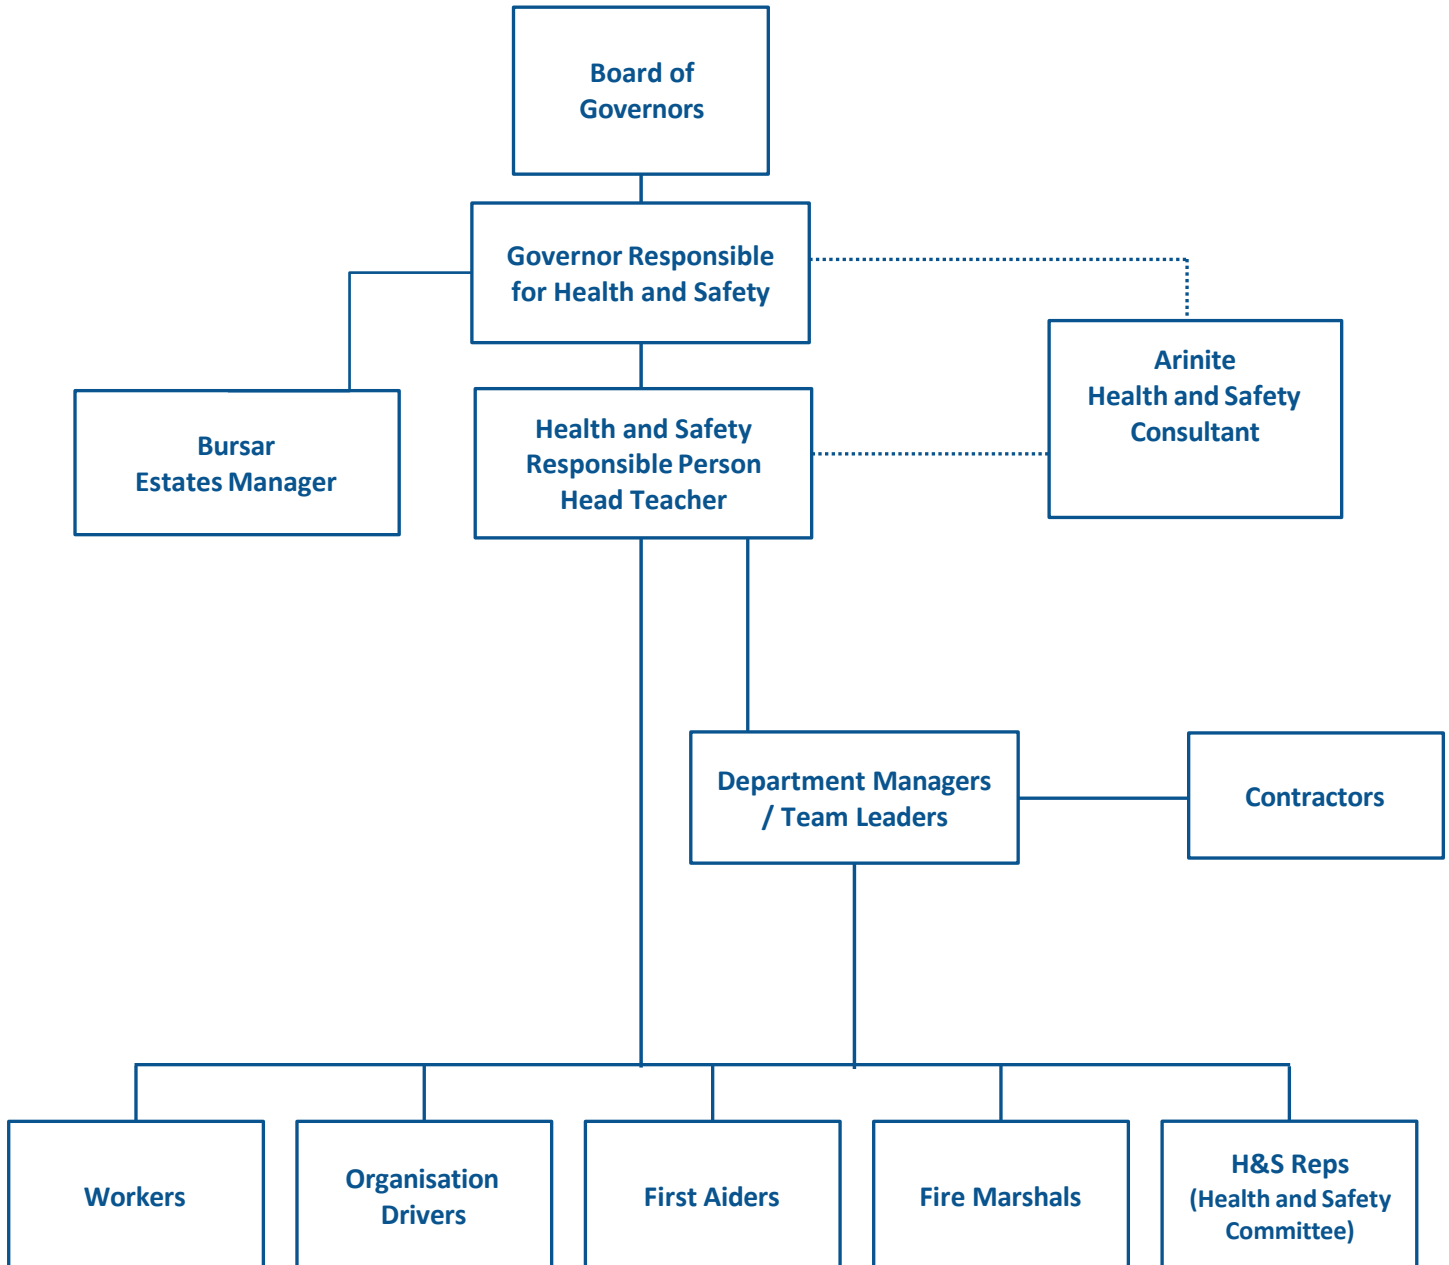 Board of
Governors
Governor Responsible
for Health and Safety
Arinite
Health and Safety
Consultant
Bursar
Estates Manager
Health and Safety
Responsible Person
Head Teacher
Department Managers
/ Team Leaders
Contractors
Workers
Organisation
Drivers
First Aiders
Fire Marshals
H&S Reps
(Health and Safety
Committee)